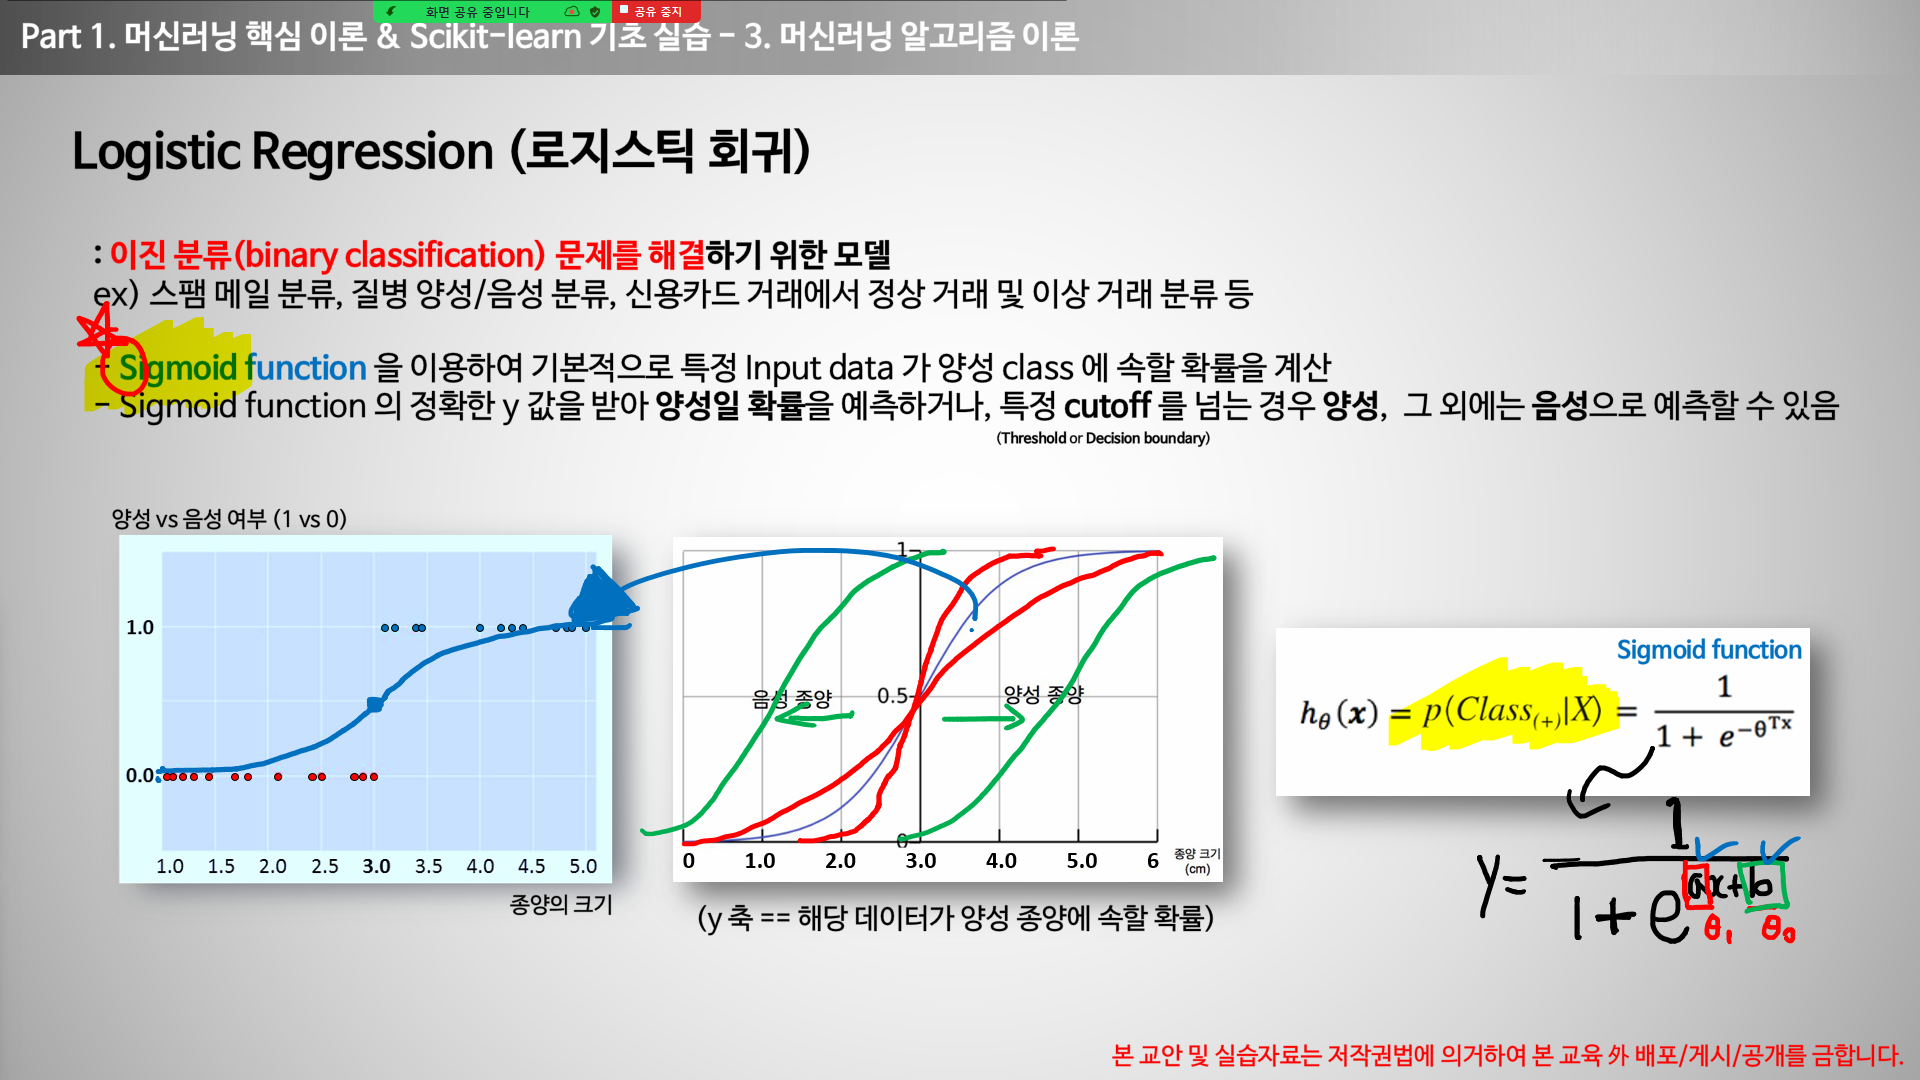 화면 공유 중입니다
공유 중지
Part 1. 머신러닝 핵심 이론 & Scikit-learn 기초 실습 - 3. 머신러닝 알고리즘 이론
Logistic Regression (로지스틱 회귀)
: 이진 분류(binary classification) 문제를 해결하기 위한 모델
ex) 스팸 메일 분류, 질병 양성/음성 분류, 신용카드 거래에서 정상 거래 및 이상 거래 분류 등
- Sigmoid function 을 이용하여 기본적으로 특정 Input data 가 양성 class 에 속할 확률을 계산
- Sigmoid function 의 정확한 y 값을 받아 양성일 확률을 예측하거나, 특정 cutoff 를 넘는 경우 양성, 그 외에는 음성으로 예측할 수 있음
(Threshold or Decision boundary)
양성 vs 음성 여부 (1 vs 0)
1.0
0.0
1.0 1.5 2.0 2.5 3.0 3.5 4.0 4.5 5.0
종양의 크기
1
0.5
음성 종양
양성 종양
0
0 1.0 2.0 3.0 4.0 5.0 6
종양 크기
(cm)
(y 축 == 해당 데이터가 양성 종양에 속할 확률)
Sigmoid function
hθ(x) = p(Class(+)|X) = 1 / 1 + e^-θᵀx
y = 1 / 1 + e^ax+b
θ₁ θ₀
본 교안 및 실습자료는 저작권법에 의거하여 본 교육 外 배포/게시/공개를 금합니다.